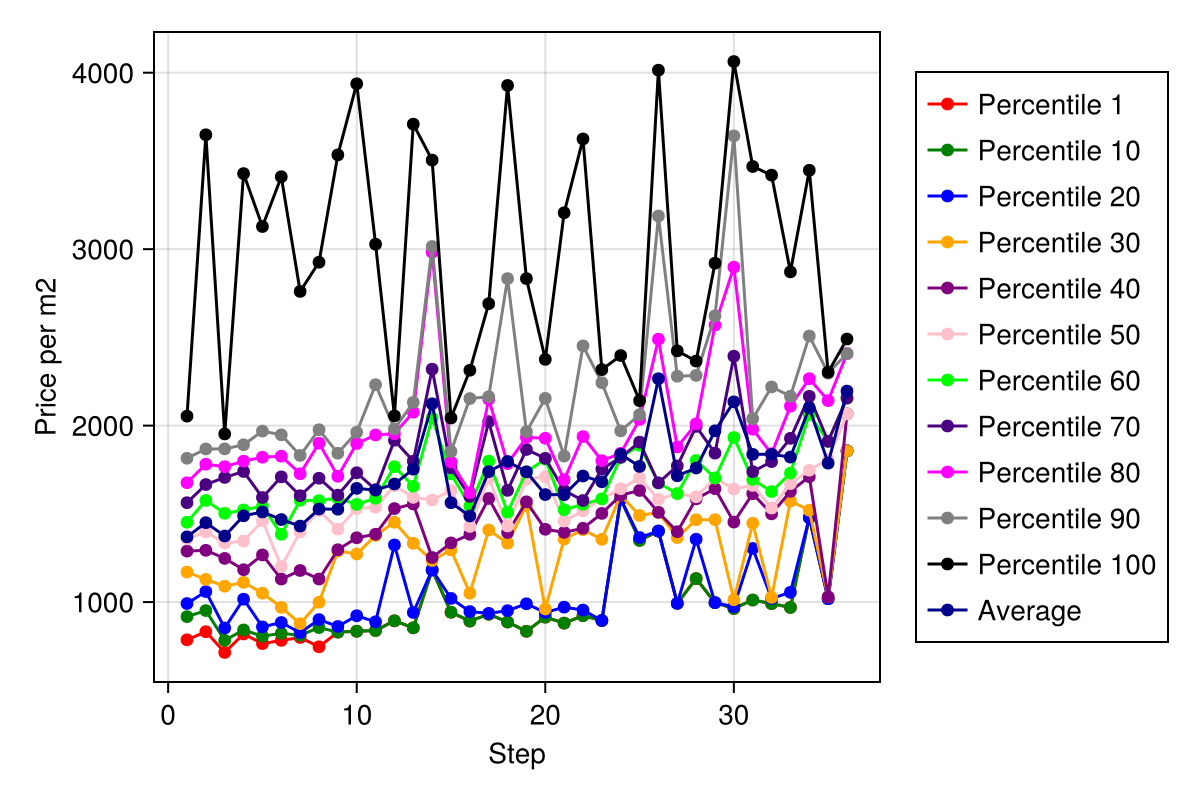 4000
3000
2000
1000
Price per m2
0
10
20
30
Step
Percentile 1
Percentile 10
Percentile 20
Percentile 30
Percentile 40
Percentile 50
Percentile 60
Percentile 70
Percentile 80
Percentile 90
Percentile 100
Average